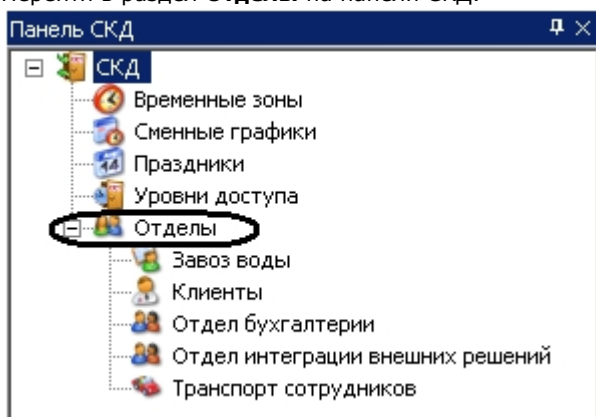 Перейти в раздел Отделы на панели СКД.
Панель СКД
СКД
Временные зоны
Сменные графики
14
Праздники
Уровни доступа
Отделы
Завоз воды
Клиенты
Отдел бухгалтерии
Отдел интеграции внешних решений
Транспорт сотрудников